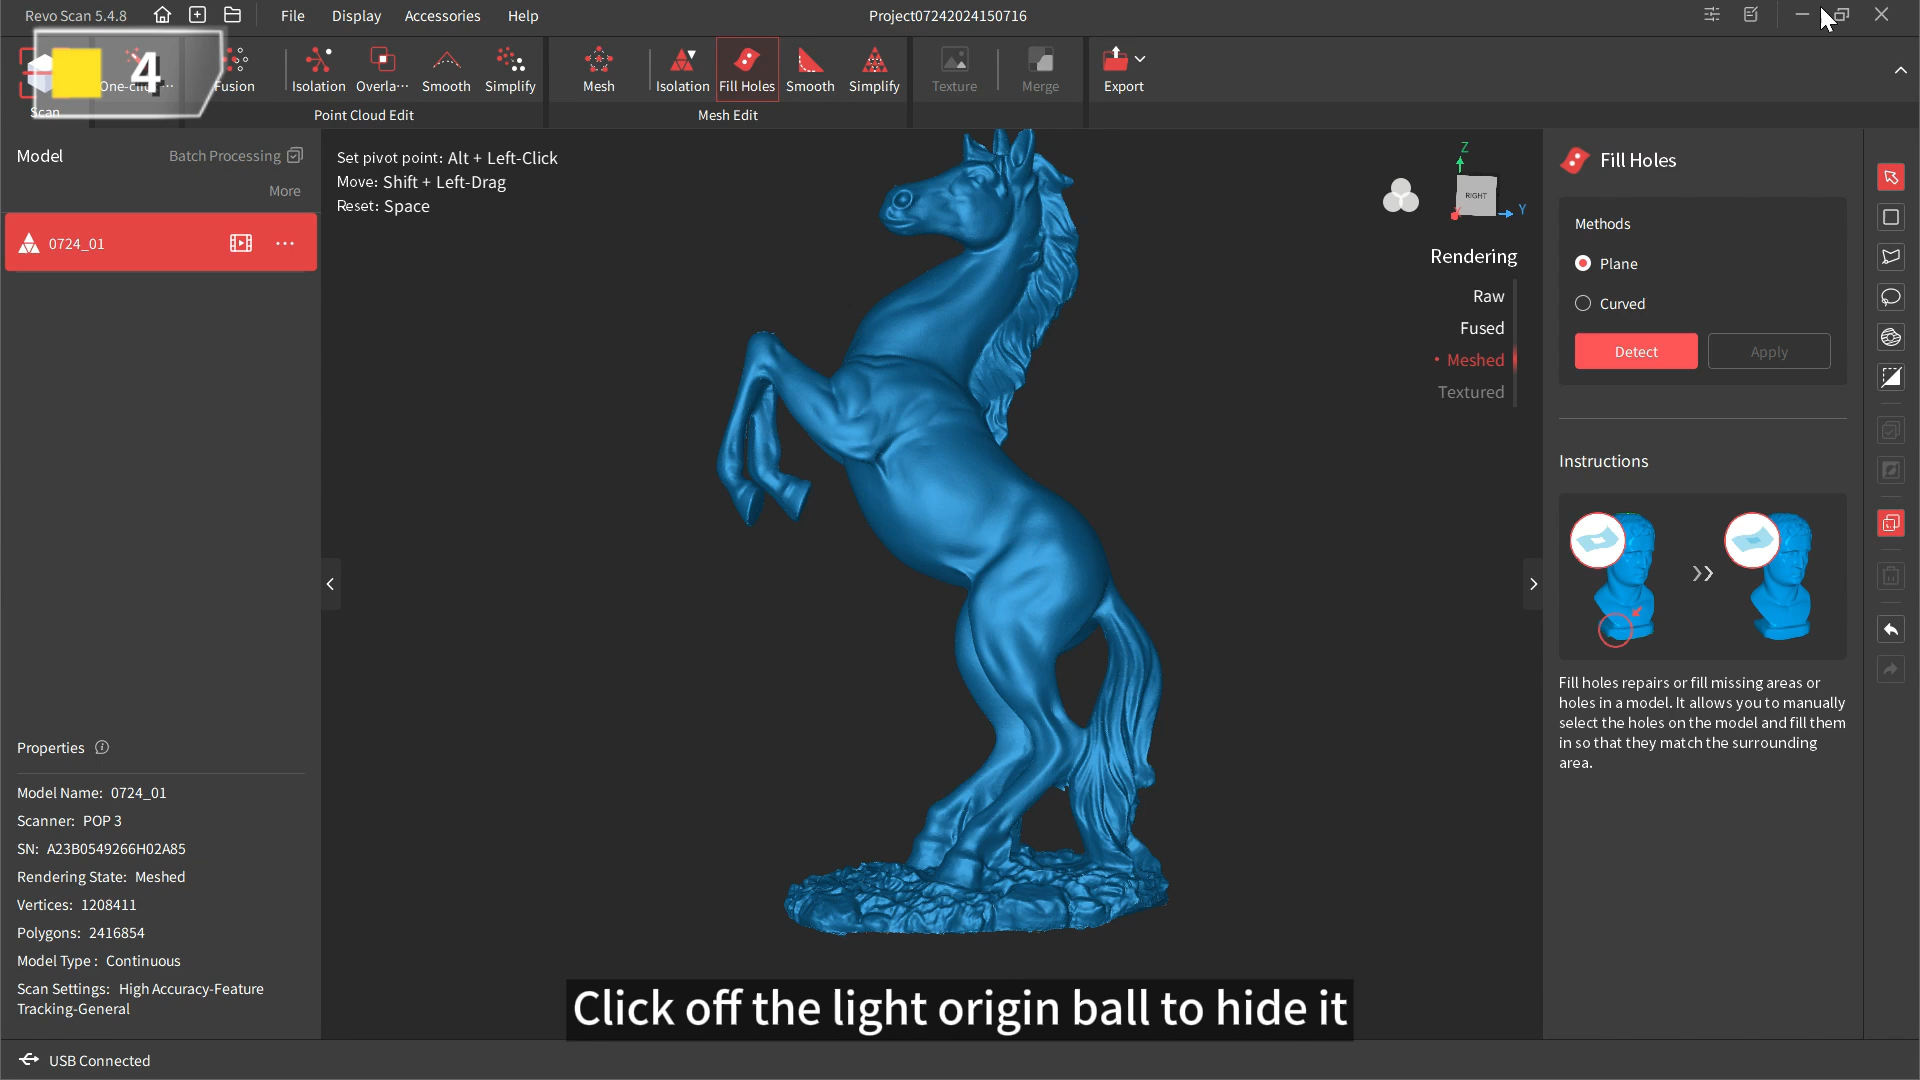 Revo Scan 5.4.8
File
Display
Accessories
Help
Project07242024150716
4
Scan
Fusion
Isolation
Overla···
Smooth
Simplify
Point Cloud Edit
Mesh
Isolation
Fill Holes
Smooth
Simplify
Mesh Edit
Texture
Merge
Export
Model
Batch Processing
More
0724_01
Set pivot point: Alt + Left-Click
Move: Shift + Left-Drag
Reset: Space
Z
RIGHT
Y
Rendering
Raw
Fused
• Meshed
Textured
Fill Holes
Methods
Plane
Curved
Detect
Apply
Instructions
Fill holes repairs or fill missing areas or
holes in a model. It allows you to manually
select the holes on the model and fill them
in so that they match the surrounding
area.
Properties
Model Name: 0724_01
Scanner: POP 3
SN: A23B0549266H02A85
Rendering State: Meshed
Vertices: 1208411
Polygons: 2416854
Model Type : Continuous
Scan Settings: High Accuracy-Feature
Tracking-General
Click off the light origin ball to hide it
USB Connected